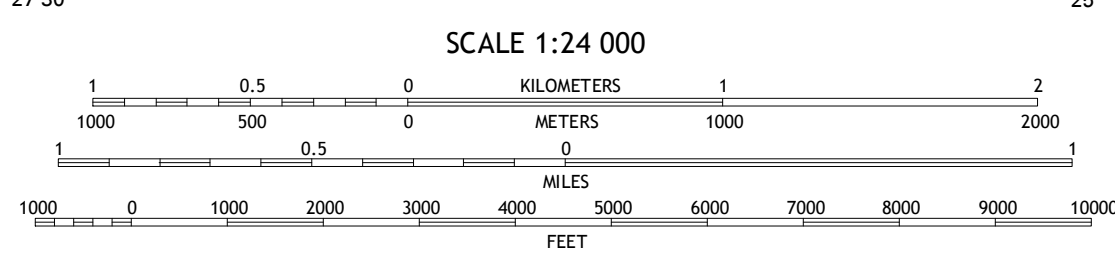 27'30"
25'
SCALE 1:24 000
1 0.5 0 KILOMETERS 1 2
1000 500 0 METERS 1000 2000
1 0.5 0 1
MILES
1000 0 1000 2000 3000 4000 5000 6000 7000 8000 9000 10000
FEET